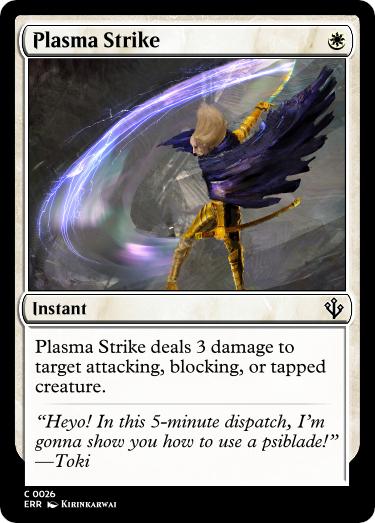 Plasma Strike
Instant
Plasma Strike deals 3 damage to
target attacking, blocking, or tapped
creature.
“Heyo! In this 5-minute dispatch, I’m
gonna show you how to use a psiblade!”
—Toki
C 0026
ERR Kirinkarwai